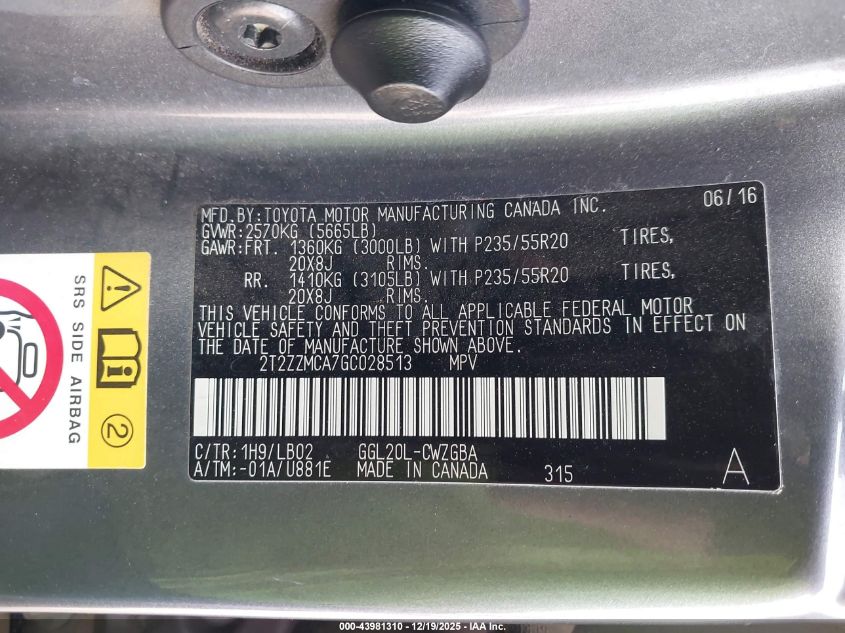 MFD.BY:TOYOTA MOTOR MANUFACTURING CANADA INC. 06/16
GVWR:2570KG (5665LB)
GAWR:FRT. 1360KG (3000LB) WITH P235/55R20 TIRES,
20X8J RIMS.
RR. 1410KG (3105LB) WITH P235/55R20 TIRES,
20X8J RIMS.
THIS VEHICLE CONFORMS TO ALL APPLICABLE FEDERAL MOTOR
VEHICLE SAFETY AND THEFT PREVENTION STANDARDS IN EFFECT ON
THE DATE OF MANUFACTURE SHOWN ABOVE.
2T2ZZMCA7GC028513 MPV
C/TR:1H9/LB02 GGL20L-CWZGBA
A/TM:-01A/U881E MADE IN CANADA 315 A
SRS SIDE AIRBAG
2
000-43981310 - 12/19/2025 - IAA Inc.